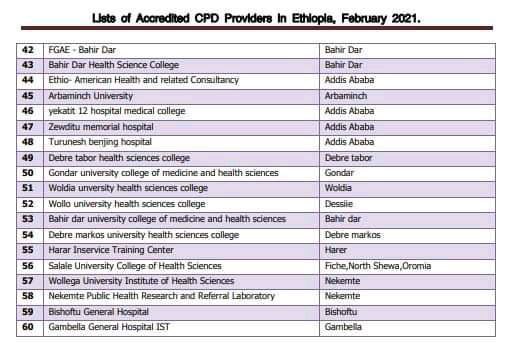 Lists of Accredited CPD Providers in Ethiopia, February 2021.
42 FGAE - Bahir Dar Bahir Dar
43 Bahir Dar Health Science College Bahir Dar
44 Ethio- American Health and related Consultancy Addis Ababa
45 Arbaminch University Arbaminch
46 yekatit 12 hospital medical college Addis Ababa
47 Zewditu memorial hospital Addis Ababa
48 Turunesh benjing hospital Addis Ababa
49 Debre tabor health sciences college Debre tabor
50 Gondar university college of medicine and health sciences Gondar
51 Woldia unversity health sciences college Woldia
52 Wollo university health sciences college Dessiie
53 Bahir dar university college of medicine and health sciences Bahir dar
54 Debre markos university health sciences college Debre markos
55 Harar Inservice Training Center Harer
56 Salale University College of Health Sciences Fiche,North Shewa,Oromia
57 Wollega University Institute of Health Sciences Nekemte
58 Nekemte Public Health Research and Referral Laboratory Nekemte
59 Bishoftu General Hospital Bishoftu
60 Gambella General Hospital IST Gambella